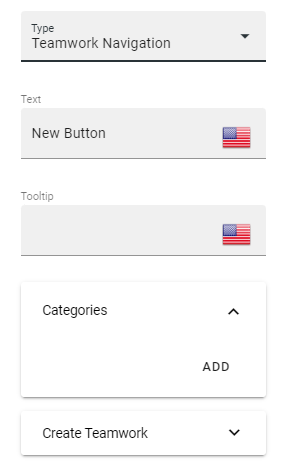 Type
Teamwork Navigation
Text
New Button
Tooltip
Categories
ADD
Create Teamwork